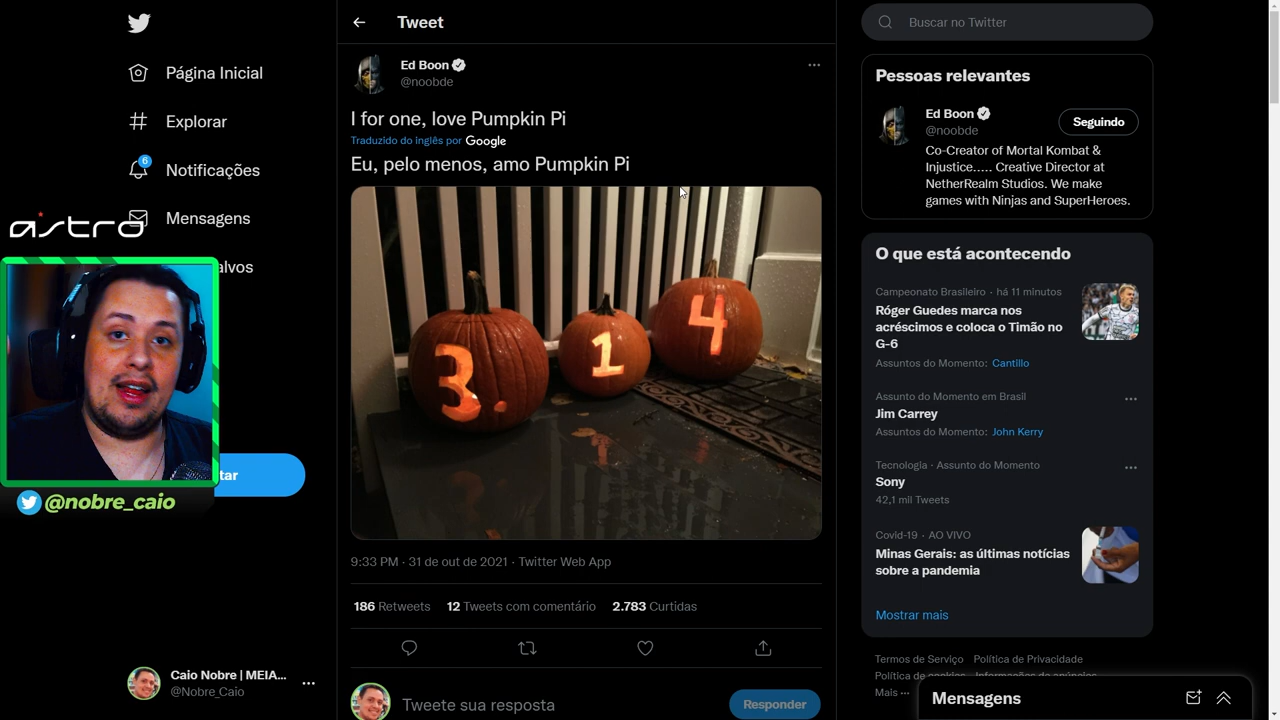 Tweet
Buscar no Twitter
Página Inicial
Explorar
6
Notificações
Mensagens
astro
alvos
tar
@nobre_caio
Caio Nobre | MEIA...
@Nobre_Caio
Ed Boon
@noobde
I for one, love Pumpkin Pi
Traduzido do inglês por Google
Eu, pelo menos, amo Pumpkin Pi
3.
1
4
9:33 PM · 31 de out de 2021 · Twitter Web App
186 Retweets 12 Tweets com comentário 2.783 Curtidas
Tweete sua resposta
Responder
Pessoas relevantes
Ed Boon
@noobde
Seguindo
Co-Creator of Mortal Kombat &
Injustice..... Creative Director at
NetherRealm Studios. We make
games with Ninjas and SuperHeroes.
O que está acontecendo
Campeonato Brasileiro · há 11 minutos
Róger Guedes marca nos
acréscimos e coloca o Timão no
G-6
Assuntos do Momento: Cantillo
Assunto do Momento em Brasil
Jim Carrey
Assuntos do Momento: John Kerry
Tecnologia · Assunto do Momento
Sony
42,1 mil Tweets
Covid-19 · AO VIVO
Minas Gerais: as últimas notícias
sobre a pandemia
Mostrar mais
Termos de Serviço Política de Privacidade
Mais ···
Mensagens